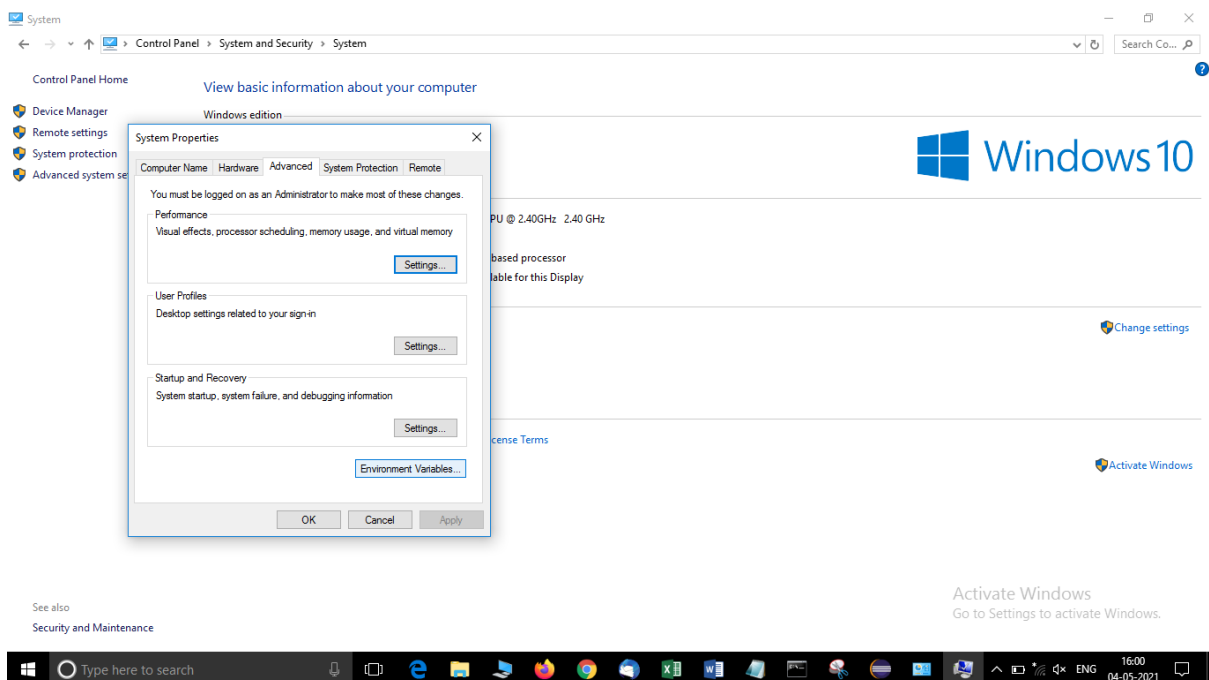 System
Control Panel › System and Security › System
Search Co...
Control Panel Home
View basic information about your computer
Device Manager
Windows edition
Remote settings
System protection
Advanced system se
System Properties
Computer Name Hardware Advanced System Protection Remote
You must be logged on as an Administrator to make most of these changes.
Performance
Visual effects, processor scheduling, memory usage, and virtual memory
Settings...
User Profiles
Desktop settings related to your sign-in
Settings...
Startup and Recovery
System startup, system failure, and debugging information
Settings...
Environment Variables...
OK Cancel Apply
Windows 10
PU @ 2.40GHz 2.40 GHz
based processor
lable for this Display
Change settings
cense Terms
Activate Windows
Activate Windows
Go to Settings to activate Windows.
See also
Security and Maintenance
Type here to search
ENG
16:00
04-05-2021